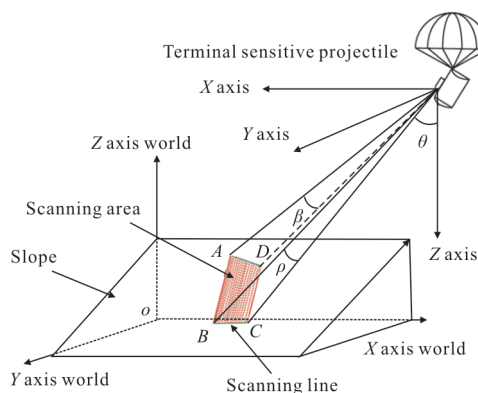 Terminal sensitive projectile
X axis
Y axis
θ
Z axis world
Scanning area
β
A
D
Z axis
Slope
ρ
o
B
C
X axis world
Y axis world
Scanning line